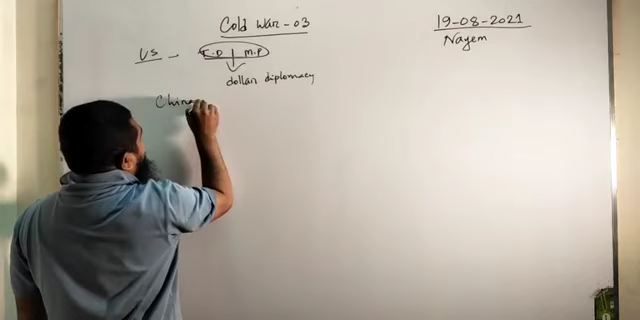 Cold War - 03
19-08-2021
Nayem
US - T.D | M.P
dollar diplomacy
China